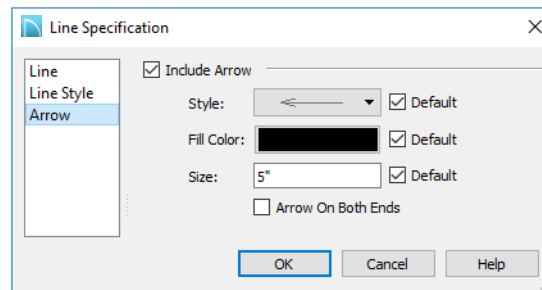 Line Specification
Line
Line Style
Arrow
Include Arrow
Style: Default
Fill Color: Default
Size: 5" Default
Arrow On Both Ends
OK Cancel Help